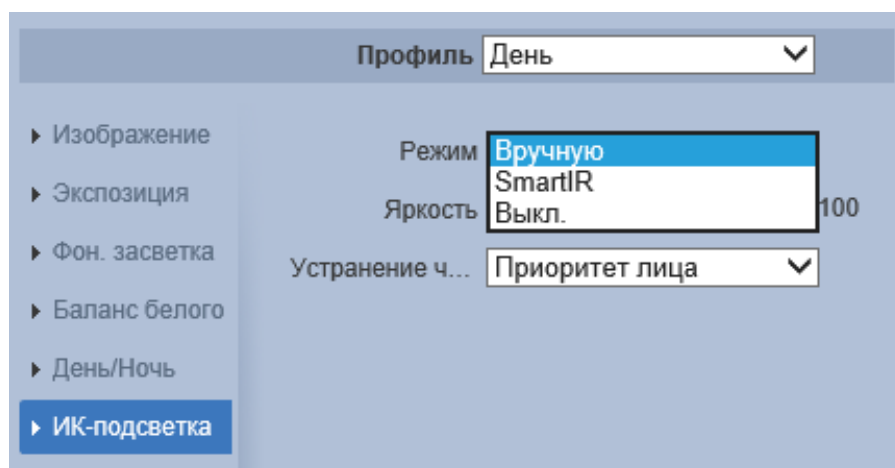 Профиль День
Изображение
Режим Вручную
SmartIR
Экспозиция
Яркость Выкл. 100
Фон. засветка
Устранение ч... Приоритет лица
Баланс белого
День/Ночь
ИК-подсветка